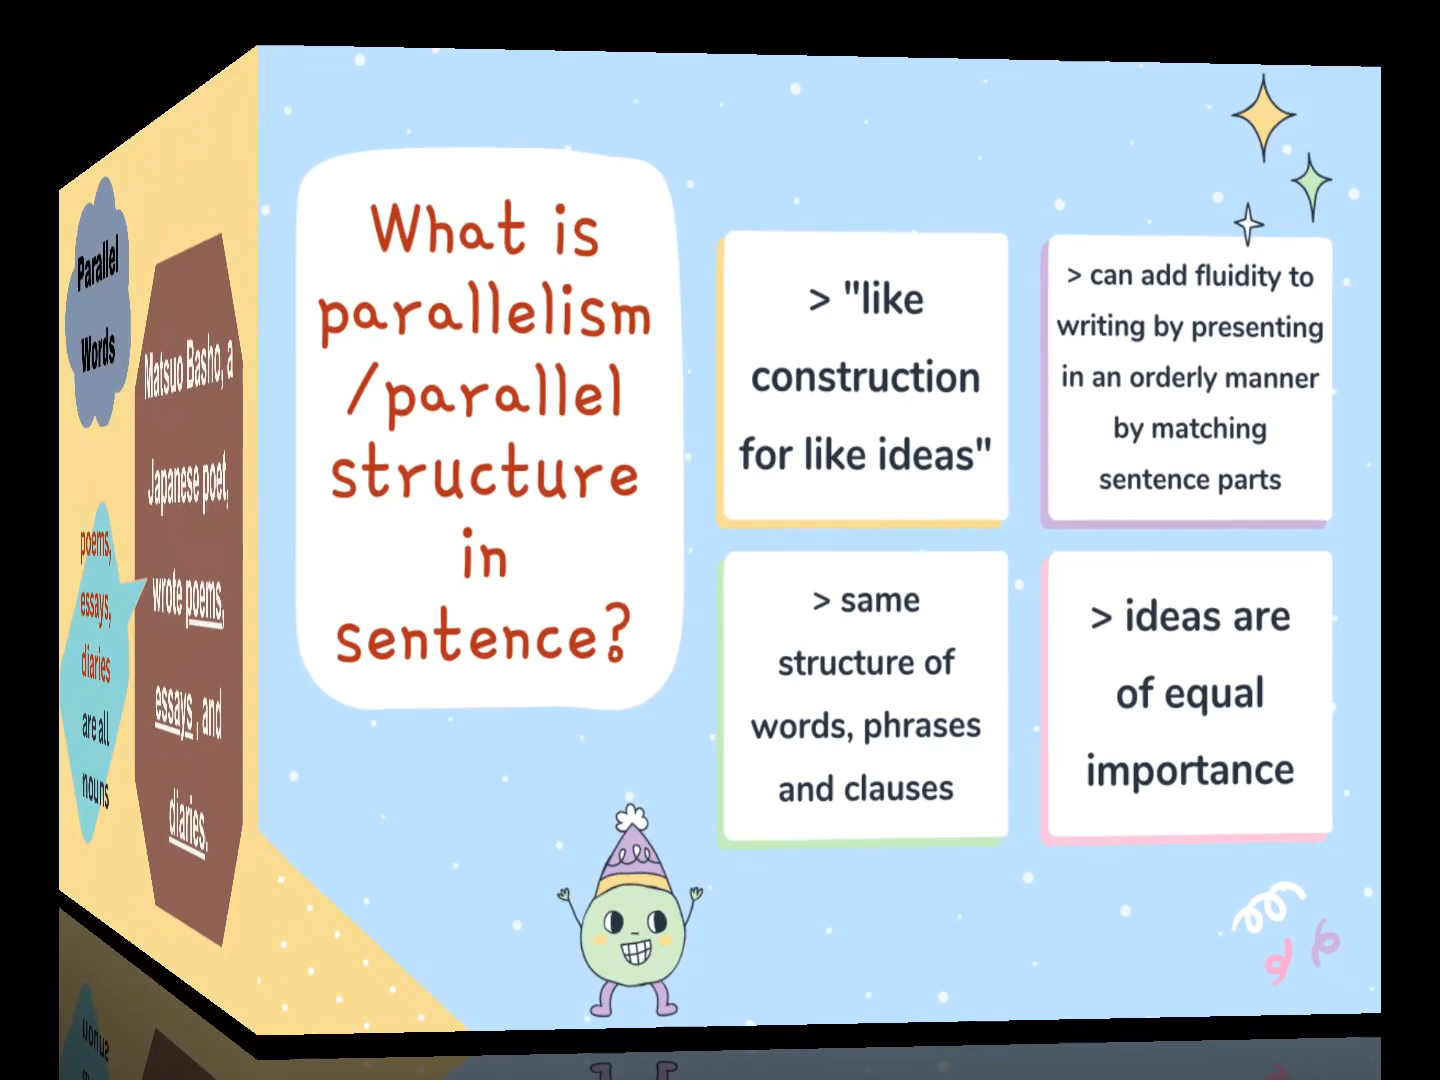 Parallel
Words
poems,
essays,
diaries
are all
nouns
Matsuo Basho, a
Japanese poet,
wrote poems,
essays , and
diaries.
What is
parallelism
/parallel
structure
in
sentence?
> "like
construction
for like ideas"
> can add fluidity to
writing by presenting
in an orderly manner
by matching
sentence parts
> same
structure of
words, phrases
and clauses
> ideas are
of equal
importance